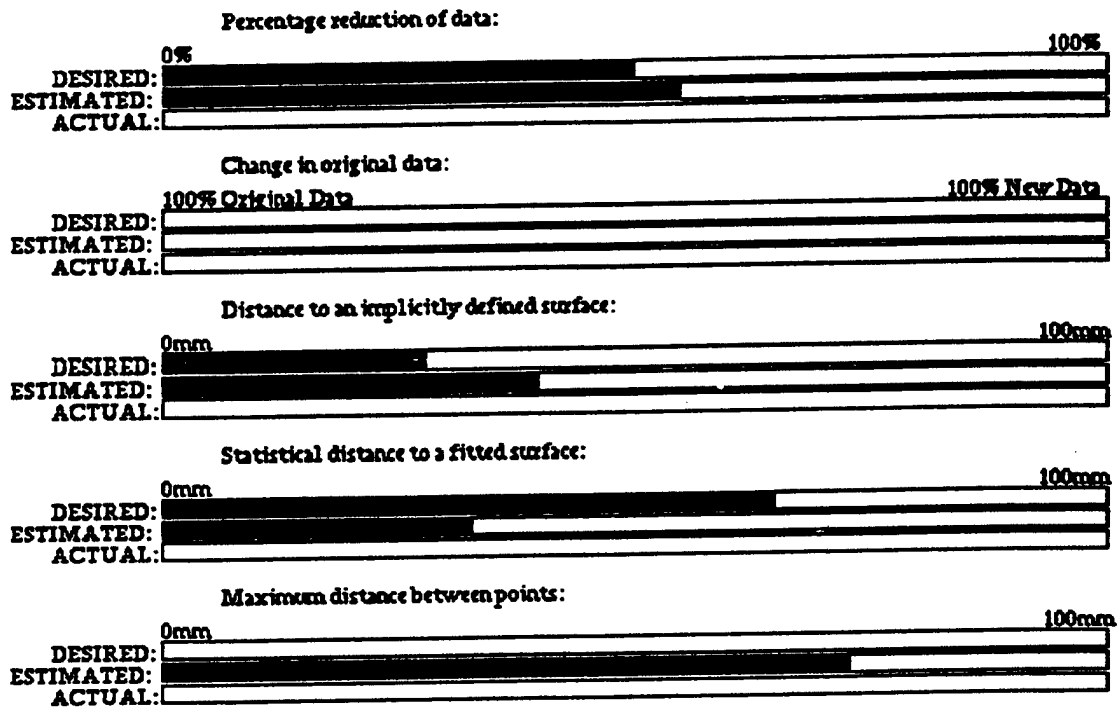 Percentage reduction of data:
0% 100%
DESIRED:
ESTIMATED:
ACTUAL:
Change in original data:
100% Original Data 100% New Data
DESIRED:
ESTIMATED:
ACTUAL:
Distance to an implicitly defined surface:
0mm 100mm
DESIRED:
ESTIMATED:
ACTUAL:
Statistical distance to a fitted surface:
0mm 100mm
DESIRED:
ESTIMATED:
ACTUAL:
Maximum distance between points:
0mm 100mm
DESIRED:
ESTIMATED:
ACTUAL: